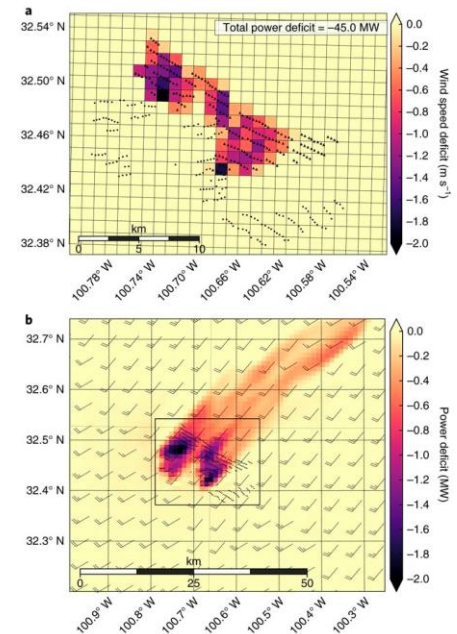 a
Total power deficit = −45.0 MW
32.54° N
32.50° N
32.46° N
32.42° N
32.38° N
km
0 5 10
100.78° W 100.74° W 100.70° W 100.66° W 100.62° W 100.58° W 100.54° W
0.0
−0.2
−0.4
−0.6
−0.8
−1.0
−1.2
−1.4
−1.6
−1.8
−2.0
Wind speed deficit (m s⁻¹)
b
32.7° N
32.6° N
32.5° N
32.4° N
32.3° N
km
0 25 50
100.9° W 100.8° W 100.7° W 100.6° W 100.5° W 100.4° W 100.3° W
0.0
−0.2
−0.4
−0.6
−0.8
−1.0
−1.2
−1.4
−1.6
−1.8
−2.0
Power deficit (MW)